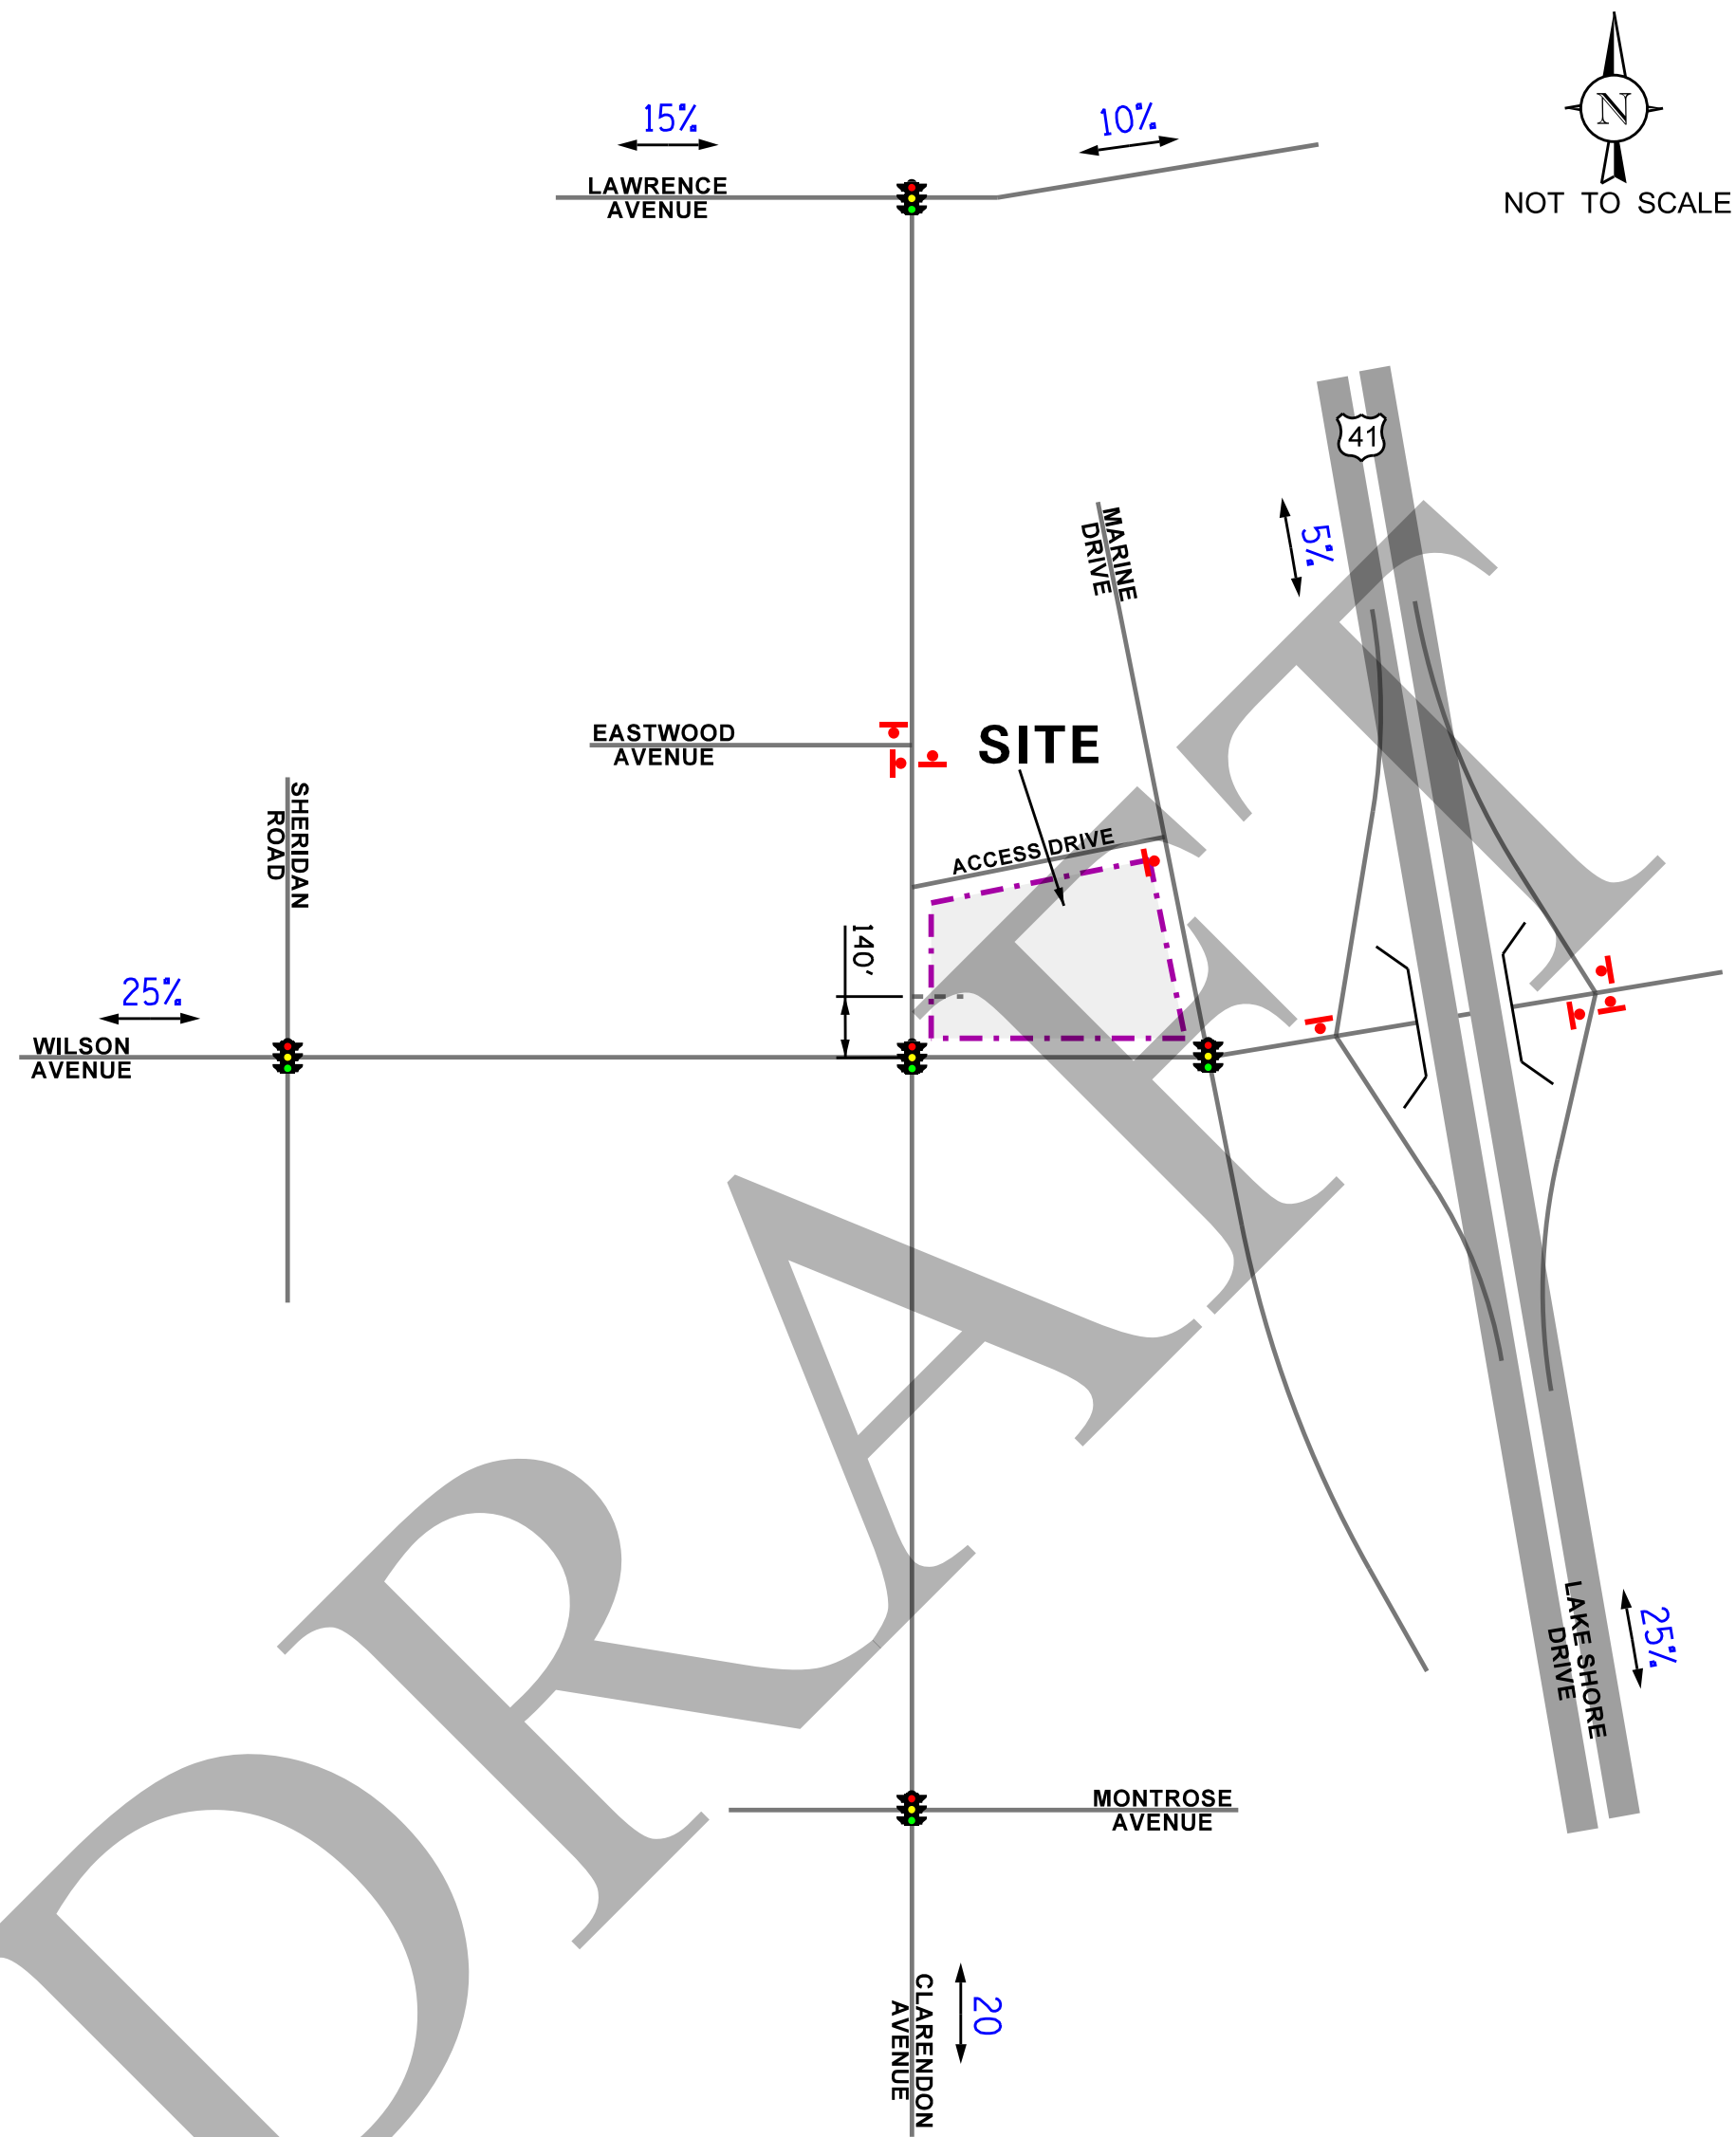 15%
10%
N
LAWRENCE
AVENUE
NOT TO SCALE
41
MARINE
DRIVE
5%
EASTWOOD
AVENUE
SITE
SHERIDAN
ROAD
ACCESS DRIVE
140'
25%
WILSON
AVENUE
LAKE SHORE
DRIVE
25%
MONTROSE
AVENUE
CLARENDON
AVENUE
20
DRAFT